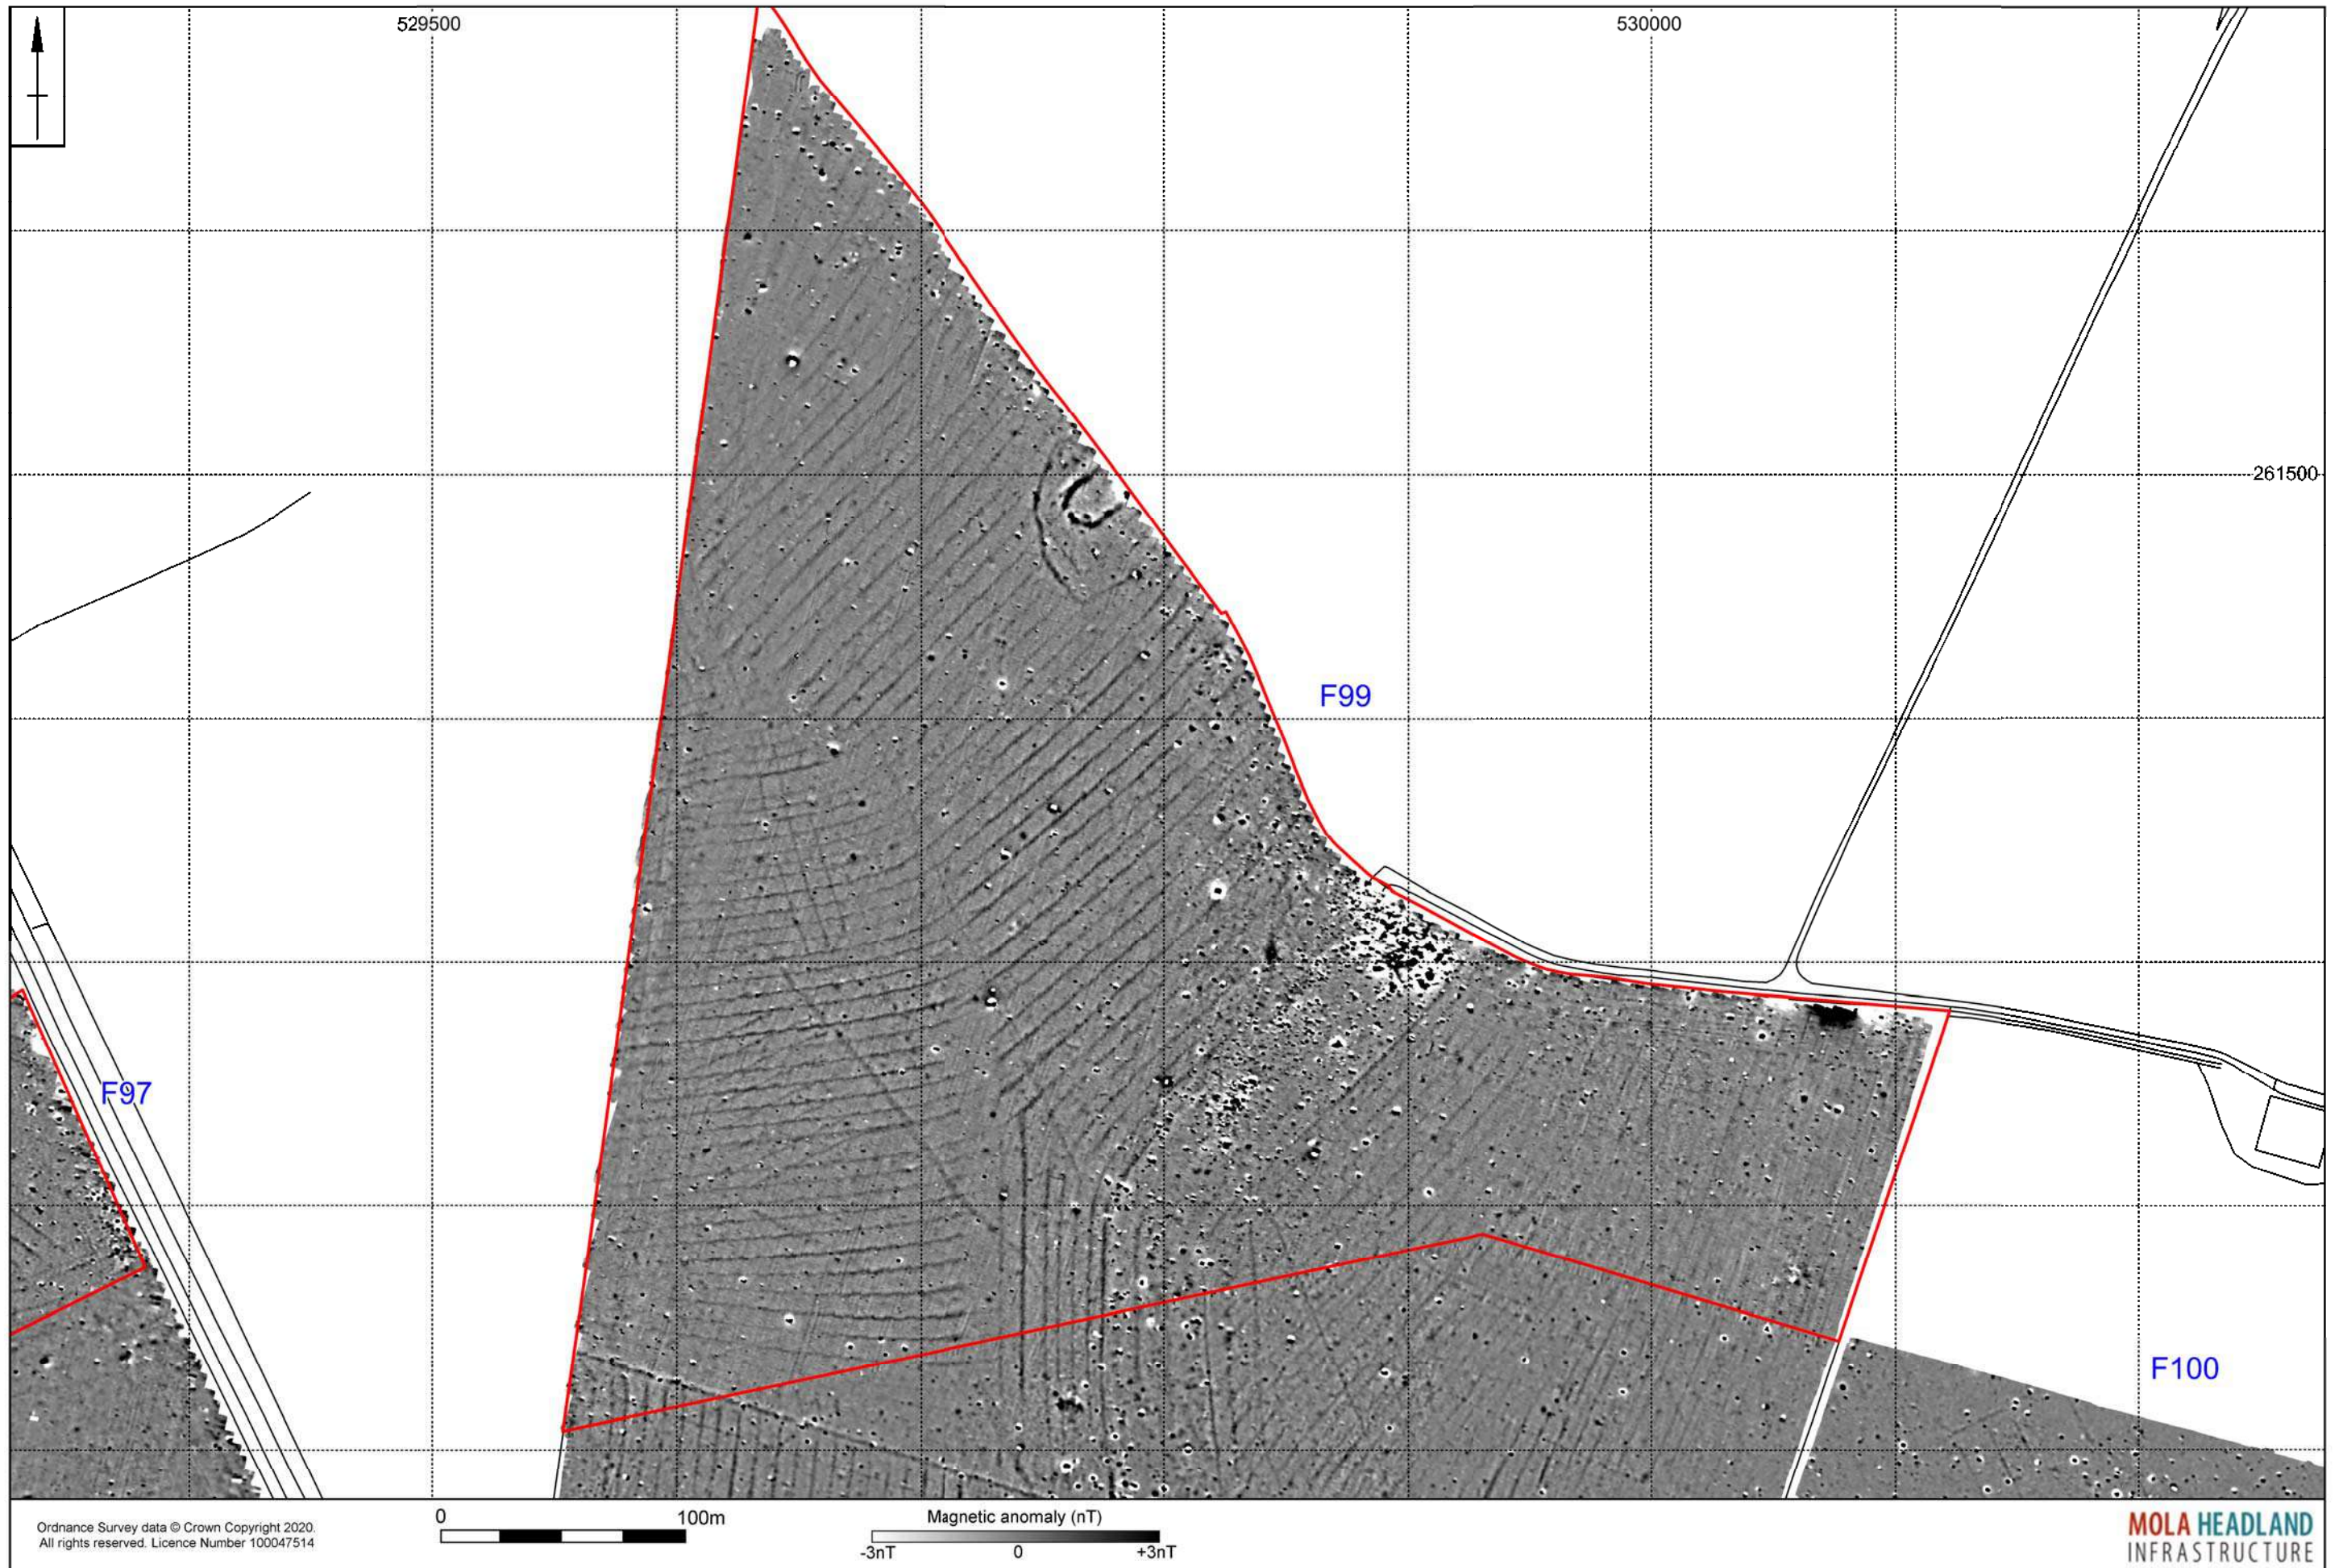 529500
530000
261500
F99
F97
F100
Ordnance Survey data © Crown Copyright 2020.
All rights reserved. Licence Number 100047514
0
100m
Magnetic anomaly (nT)
-3nT
0
+3nT
MOLA HEADLAND
INFRASTRUCTURE